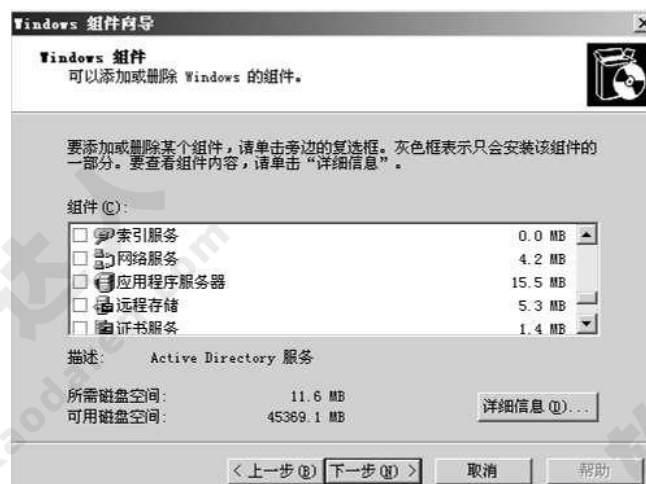 Windows 组件向导
Windows 组件
可以添加或删除 Windows 的组件。
要添加或删除某个组件，请单击旁边的复选框。灰色框表示只会安装该组件的
一部分。要查看组件内容，请单击“详细信息”。
组件(C):
索引服务 0.0 MB
网络服务 4.2 MB
应用程序服务器 15.5 MB
远程存储 5.3 MB
证书服务 1.4 MB
描述: Active Directory 服务
所需磁盘空间: 11.6 MB
可用磁盘空间: 45369.1 MB
详细信息(D)...
< 上一步(B) 下一步(N) > 取消 帮助